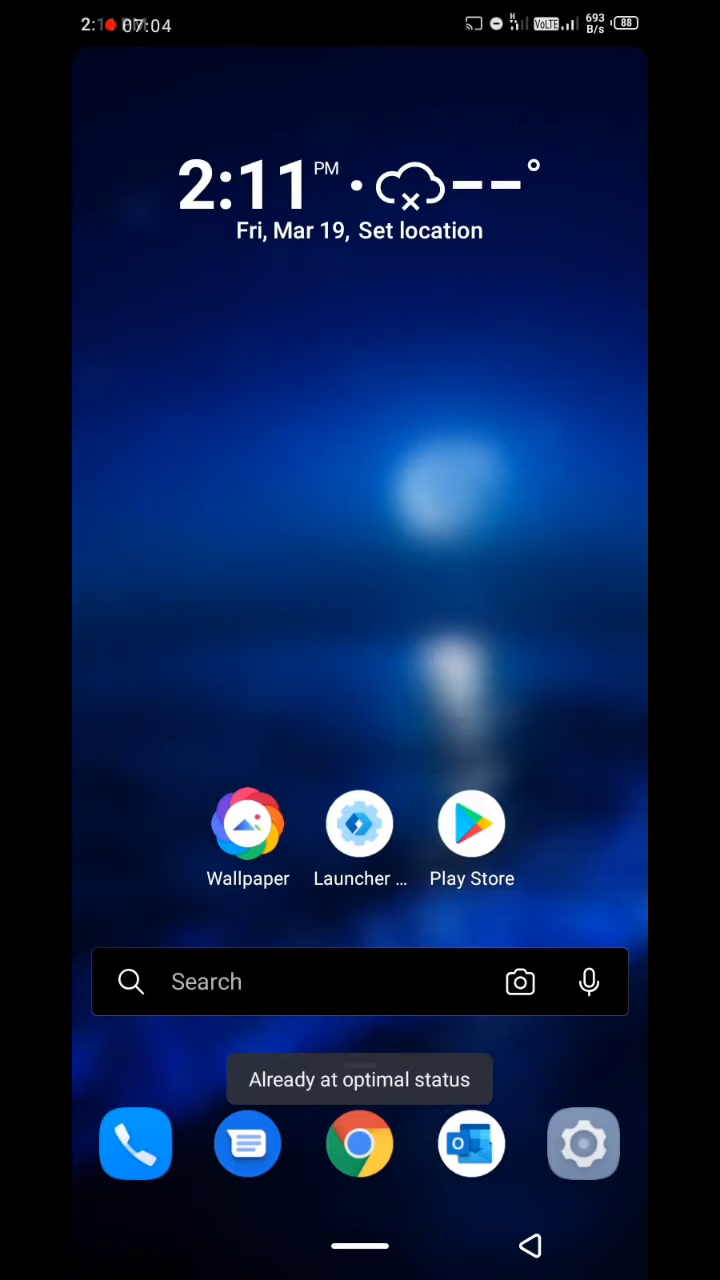 07:04
VoLTE
693
B/s
88
2:11 PM
--°
Fri, Mar 19, Set location
Wallpaper
Launcher ...
Play Store
Search
Already at optimal status